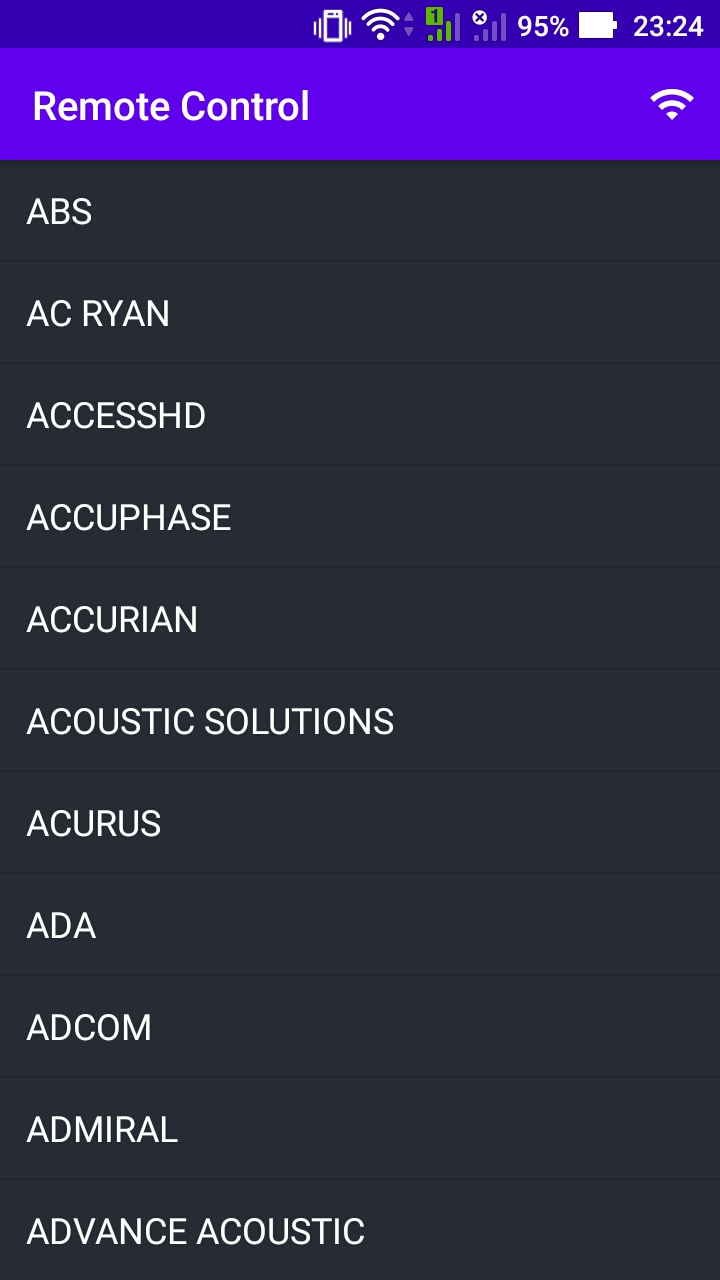 1 95% 23:24
Remote Control
ABS
AC RYAN
ACCESSHD
ACCUPHASE
ACCURIAN
ACOUSTIC SOLUTIONS
ACURUS
ADA
ADCOM
ADMIRAL
ADVANCE ACOUSTIC